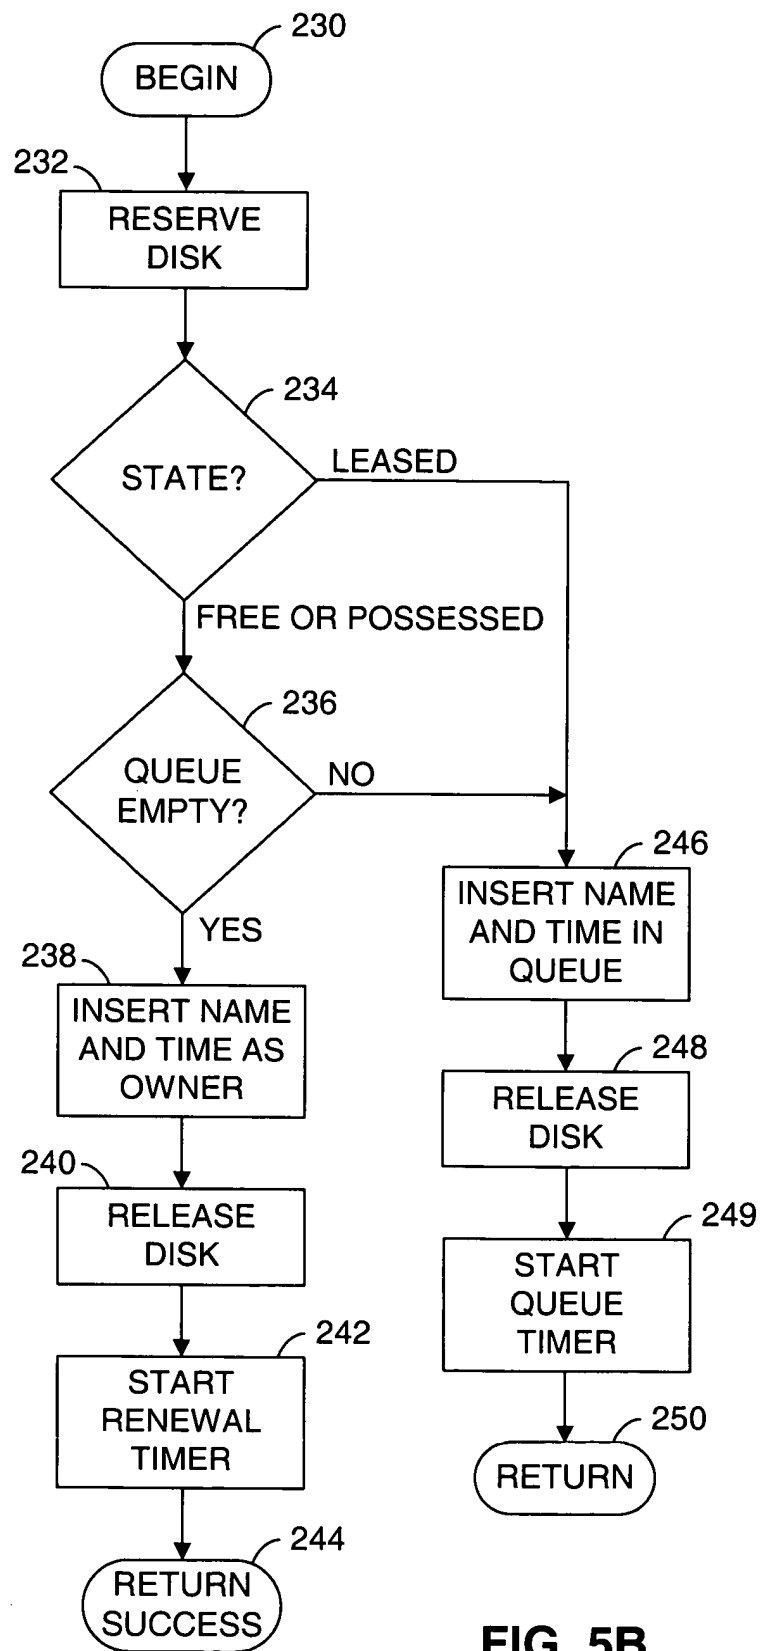 230
BEGIN
232
RESERVE
DISK
234
STATE?
LEASED
FREE OR POSSESSED
236
QUEUE
EMPTY?
NO
YES
238
INSERT NAME
AND TIME AS
OWNER
240
RELEASE
DISK
242
START
RENEWAL
TIMER
244
RETURN
SUCCESS
246
INSERT NAME
AND TIME IN
QUEUE
248
RELEASE
DISK
249
START
QUEUE
TIMER
250
RETURN
FIG. 5B